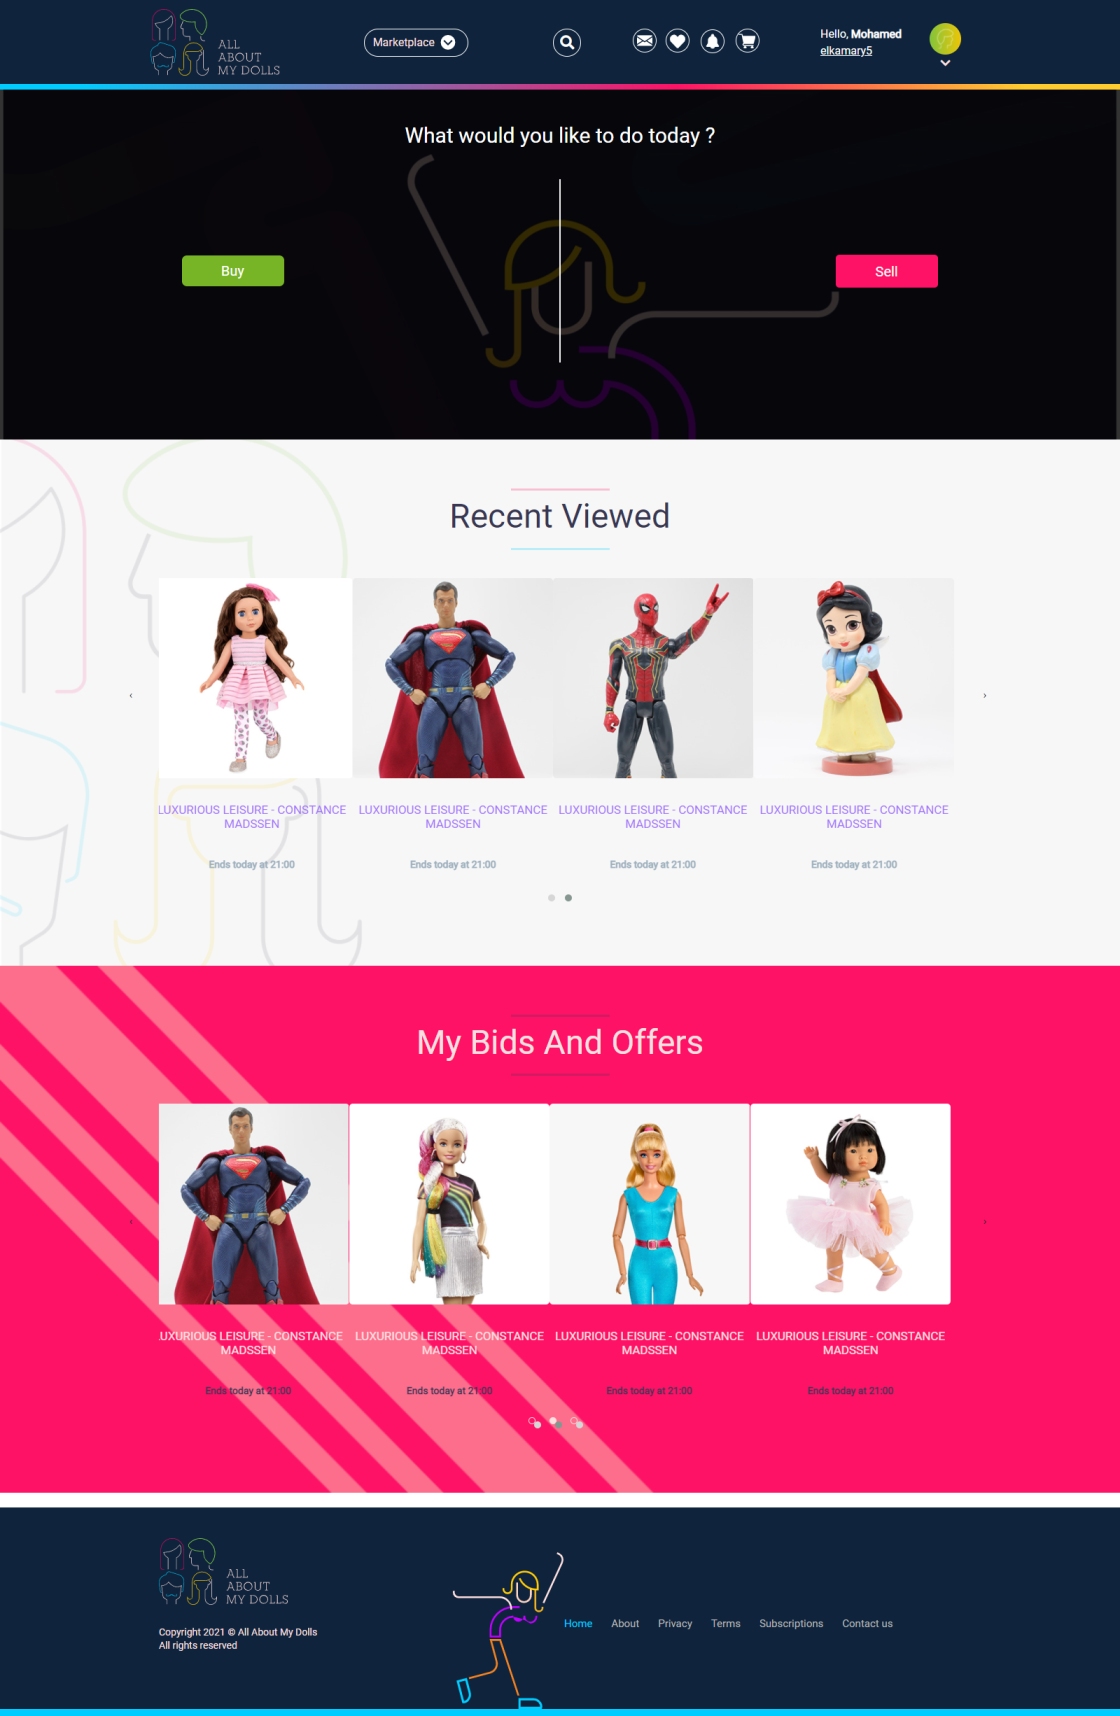 ALL
ABOUT
MY DOLLS
Marketplace
Hello, Mohamed
elkamary5
What would you like to do today ?
Buy
Sell
Recent Viewed
LUXURIOUS LEISURE - CONSTANCE
MADSSEN
LUXURIOUS LEISURE - CONSTANCE
MADSSEN
LUXURIOUS LEISURE - CONSTANCE
MADSSEN
LUXURIOUS LEISURE - CONSTANCE
MADSSEN
Ends today at 21:00
Ends today at 21:00
Ends today at 21:00
Ends today at 21:00
My Bids And Offers
UXURIOUS LEISURE - CONSTANCE
MADSSEN
LUXURIOUS LEISURE - CONSTANCE
MADSSEN
LUXURIOUS LEISURE - CONSTANCE
MADSSEN
LUXURIOUS LEISURE - CONSTANCE
MADSSEN
Ends today at 21:00
Ends today at 21:00
Ends today at 21:00
Ends today at 21:00
ALL
ABOUT
MY DOLLS
Copyright 2021 © All About My Dolls
All rights reserved
Home About Privacy Terms Subscriptions Contact us